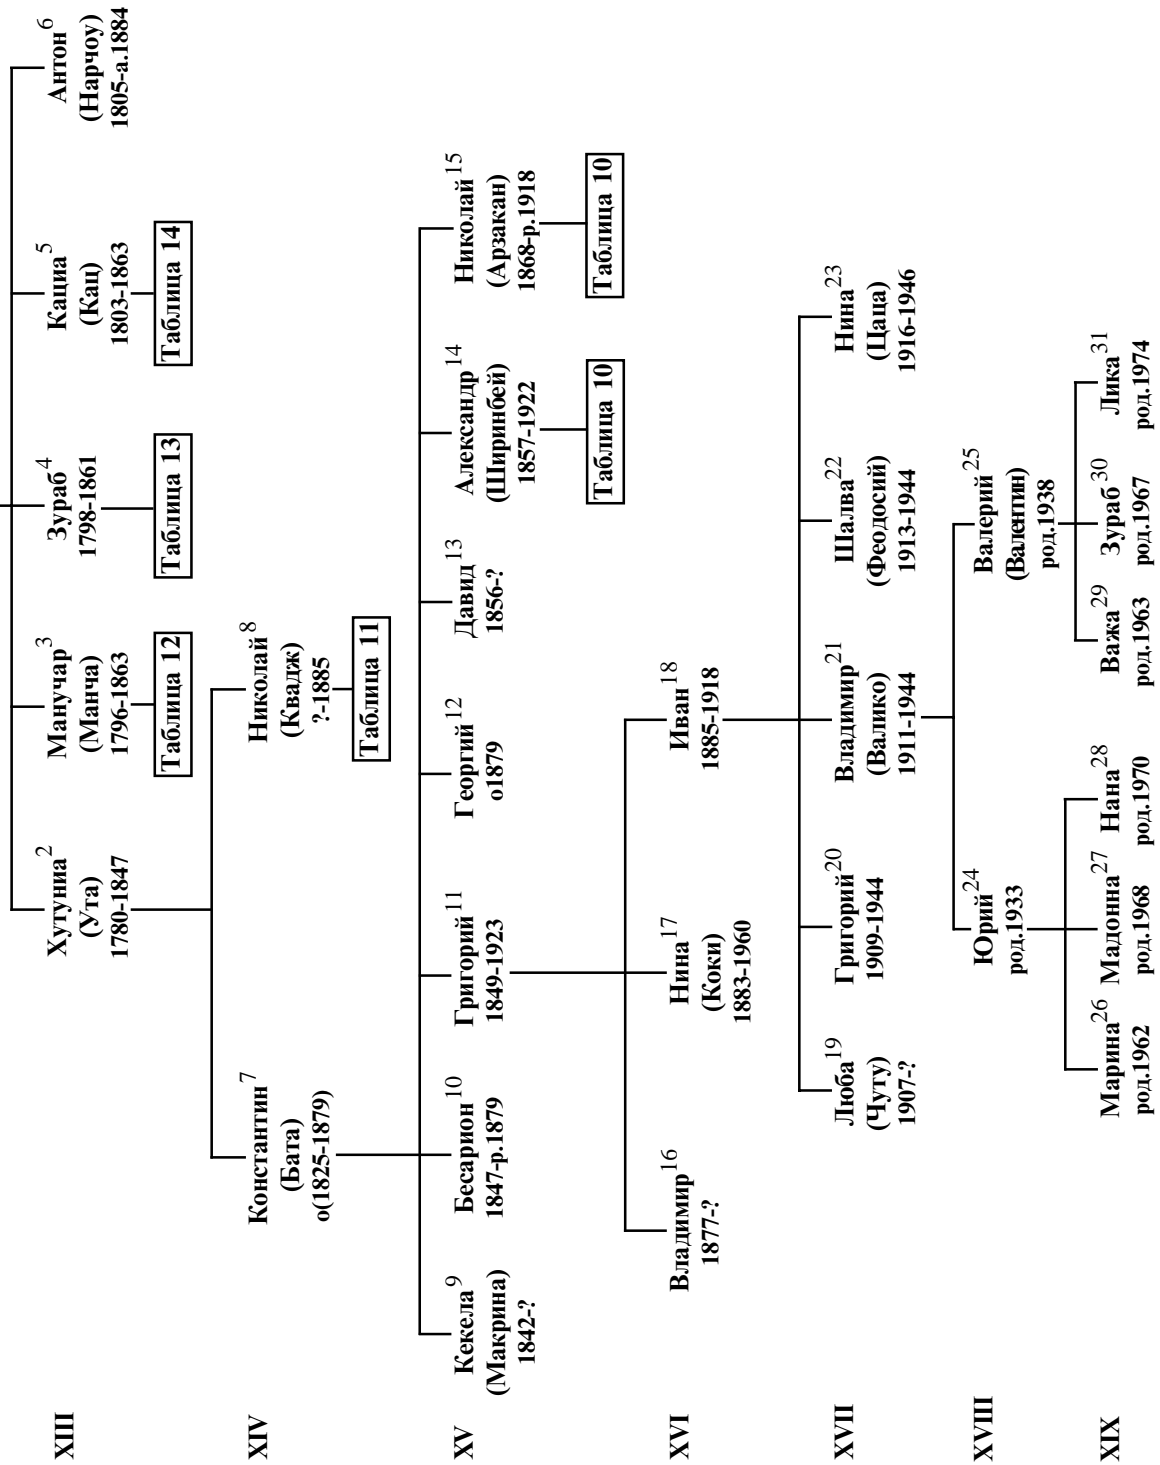 XIII
Хутуниа2
(Ута)
1780-1847
Манучар3
(Манча)
1796-1863
Таблица 12
Зураб4
1798-1861
Таблица 13
Кациа5
(Кац)
1803-1863
Таблица 14
Антон6
(Нарчоу)
1805-а.1884
XIV
Константин7
(Бата)
о(1825-1879)
Николай8
(Квадж)
?-1885
Таблица 11
XV
Кекела9
(Макрина)
1842-?
Бесарион10
1847-р.1879
Григорий11
1849-1923
Георгий12
о1879
Давид13
1856-?
Александр14
(Ширинбей)
1857-1922
Таблица 10
Николай15
(Арзакан)
1868-р.1918
Таблица 10
XVI
Владимир16
1877-?
Нина17
(Коки)
1883-1960
Иван18
1885-1918
XVII
Люба19
(Чуту)
1907-?
Григорий20
1909-1944
Владимир21
(Валико)
1911-1944
Шалва22
(Феодосий)
1913-1944
Нина23
(Цаца)
1916-1946
XVIII
Юрий24
род.1933
Валерий25
(Валентин)
род.1938
XIX
Марина26
род.1962
Мадонна27
род.1968
Нана28
род.1970
Важа29
род.1963
Зураб30
род.1967
Лика31
род.1974